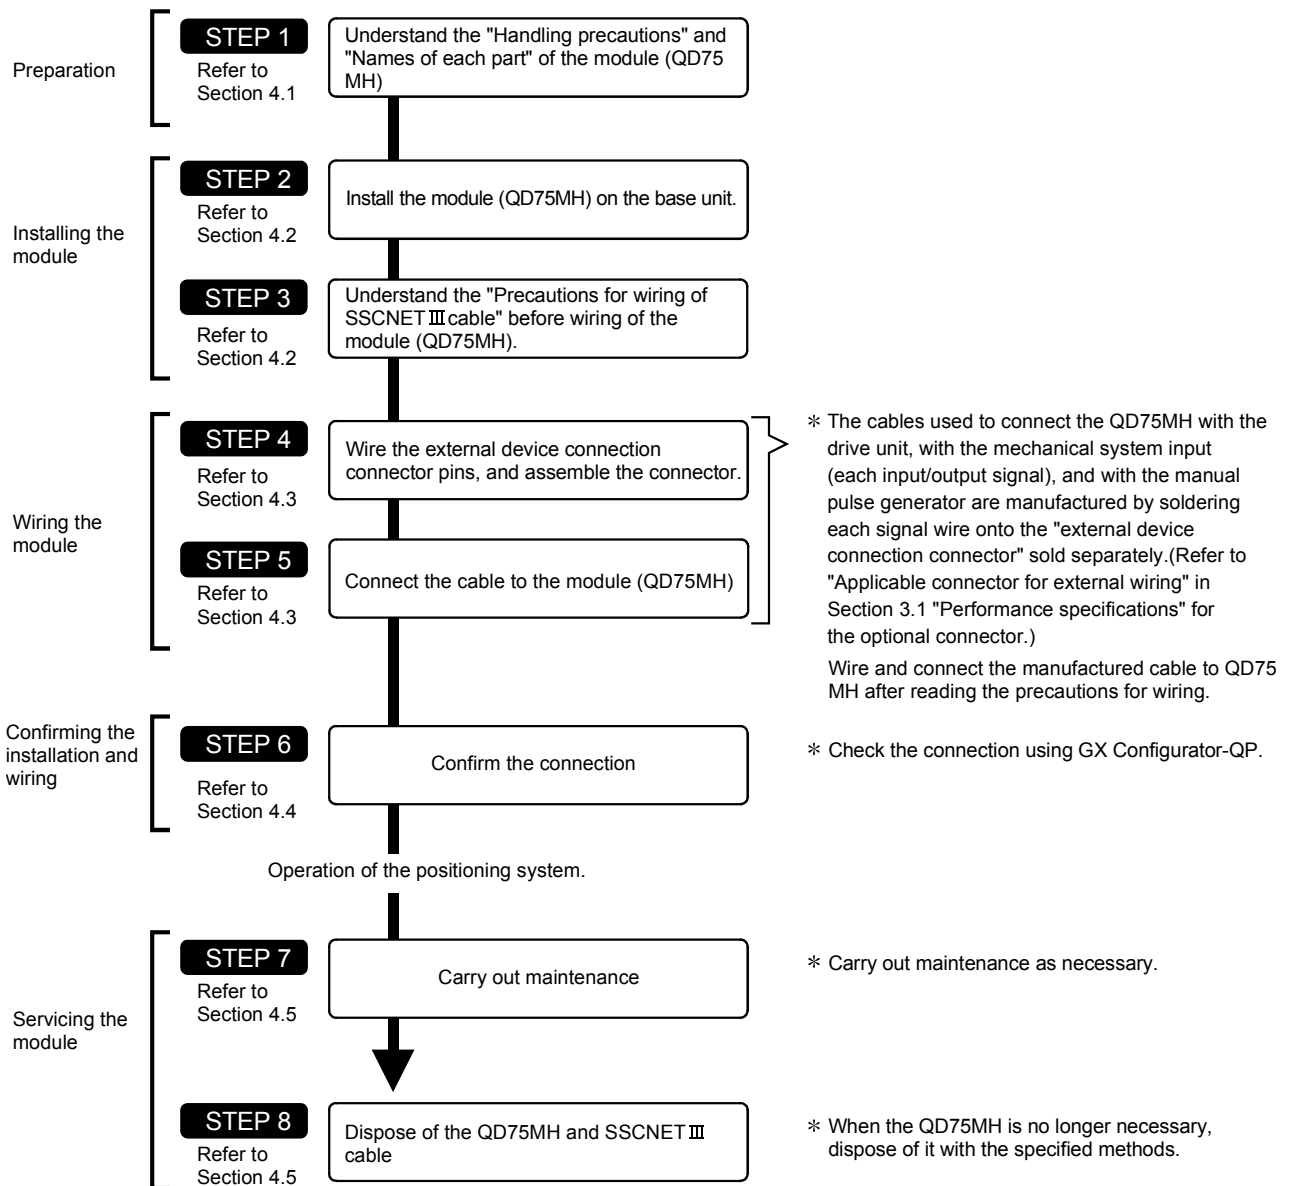 Preparation
STEP 1
Refer to
Section 4.1
Understand the "Handling precautions" and
"Names of each part" of the module (QD75
MH)
Installing the
module
STEP 2
Refer to
Section 4.2
Install the module (QD75MH) on the base unit.
STEP 3
Refer to
Section 4.2
Understand the "Precautions for wiring of
SSCNETⅢcable" before wiring of the
module (QD75MH).
Wiring the
module
STEP 4
Refer to
Section 4.3
Wire the external device connection
connector pins, and assemble the connector.
STEP 5
Refer to
Section 4.3
Connect the cable to the module (QD75MH)
＊ The cables used to connect the QD75MH with the
drive unit, with the mechanical system input
(each input/output signal), and with the manual
pulse generator are manufactured by soldering
each signal wire onto the "external device
connection connector" sold separately.(Refer to
"Applicable connector for external wiring" in
Section 3.1 "Performance specifications" for
the optional connector.)
Wire and connect the manufactured cable to QD75
MH after reading the precautions for wiring.
Confirming the
installation and
wiring
STEP 6
Refer to
Section 4.4
Confirm the connection
＊ Check the connection using GX Configurator-QP.
Operation of the positioning system.
Servicing the
module
STEP 7
Refer to
Section 4.5
Carry out maintenance
＊ Carry out maintenance as necessary.
STEP 8
Refer to
Section 4.5
Dispose of the QD75MH and SSCNETⅢ
cable
＊ When the QD75MH is no longer necessary,
dispose of it with the specified methods.